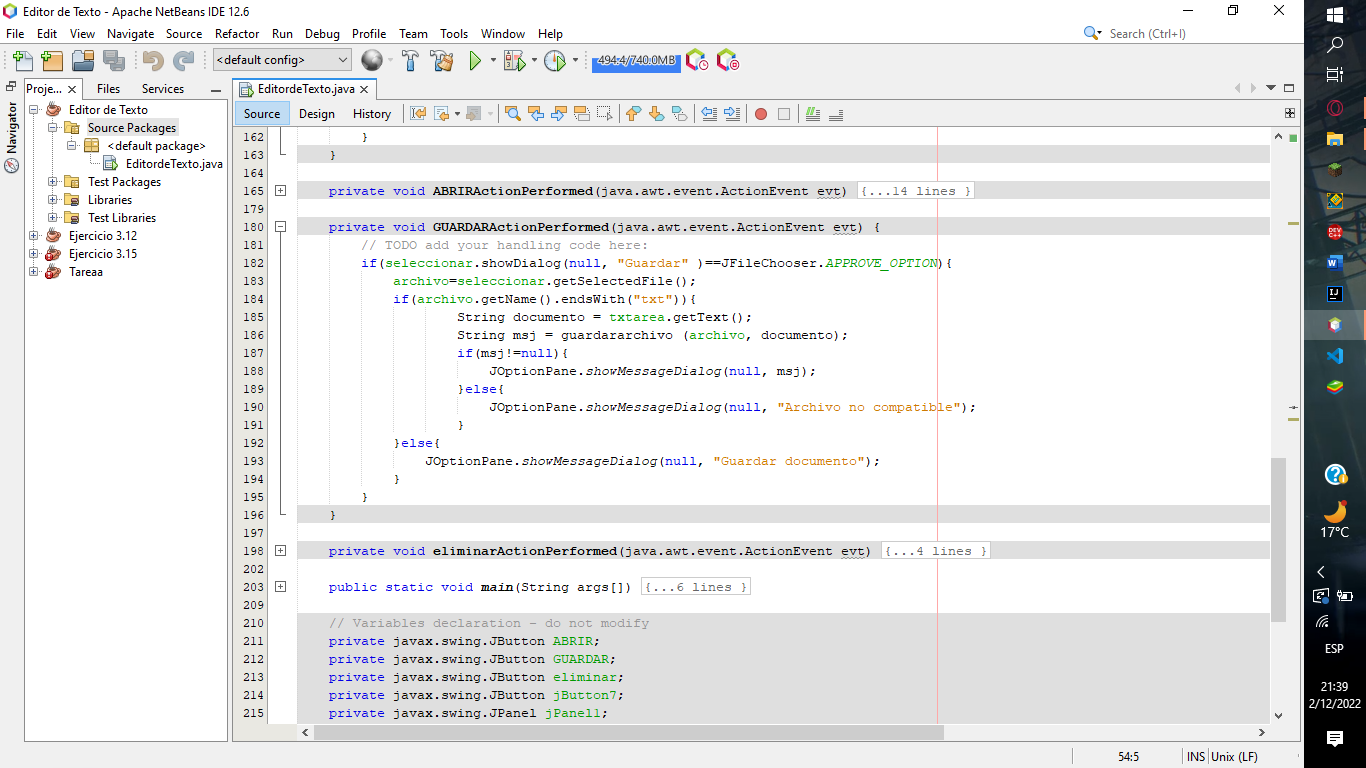 Editor de Texto - Apache NetBeans IDE 12.6
File Edit View Navigate Source Refactor Run Debug Profile Team Tools Window Help
Search (Ctrl+I)
<default config>
494.4/740.0MB
Proje...
Files
Services
EditordeTexto.java
Navigator
Source
Design
History
Editor de Texto
Source Packages
<default package>
EditordeTexto.java
Test Packages
Libraries
Test Libraries
Ejercicio 3.12
Ejercicio 3.15
Tareaa
162 }
163 }
164
165 private void ABRIRActionPerformed(java.awt.event.ActionEvent evt) {...14 lines }
179
180 private void GUARDARActionPerformed(java.awt.event.ActionEvent evt) {
181 // TODO add your handling code here:
182 if(seleccionar.showDialog(null, "Guardar" )==JFileChooser.APPROVE_OPTION){
183 archivo=seleccionar.getSelectedFile();
184 if(archivo.getName().endsWith("txt")){
185 String documento = txtarea.getText();
186 String msj = guardararchivo (archivo, documento);
187 if(msj!=null){
188 JOptionPane.showMessageDialog(null, msj);
189 }else{
190 JOptionPane.showMessageDialog(null, "Archivo no compatible");
191 }
192 }else{
193 JOptionPane.showMessageDialog(null, "Guardar documento");
194 }
195 }
196 }
197
198 private void eliminarActionPerformed(java.awt.event.ActionEvent evt) {...4 lines }
202
203 public static void main(String args[]) {...6 lines }
209
210 // Variables declaration - do not modify
211 private javax.swing.JButton ABRIR;
212 private javax.swing.JButton GUARDAR;
213 private javax.swing.JButton eliminar;
214 private javax.swing.JButton jButton7;
215 private javax.swing.JPanel jPanel1;
54:5
INS
Unix (LF)
DEV
C++
W
IJ
17°C
ESP
21:39
2/12/2022